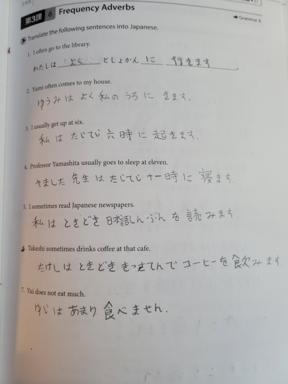 第3課 6 Frequency Adverbs
Grammar 6
Translate the following sentences into Japanese.
1. I often go to the library.
わたしは よく としょかん に 行きます
2. Yumi often comes to my house.
ゆうみ は よく 私の うちに きます.
3. I usually get up at six.
私 は たいてい 六時 に 起きます.
4. Professor Yamashita usually goes to sleep at eleven.
やました 先生 は たいてい 十一時 に 寝ます
5. I sometimes read Japanese newspapers.
私 は ときどき 日本語しんぶん を 読みます
6. Takeshi sometimes drinks coffee at that cafe.
たけし は ときどき きっさてんで コーヒーを 飲みます
7. Yui does not eat much.
ゆい は あまり 食べません.